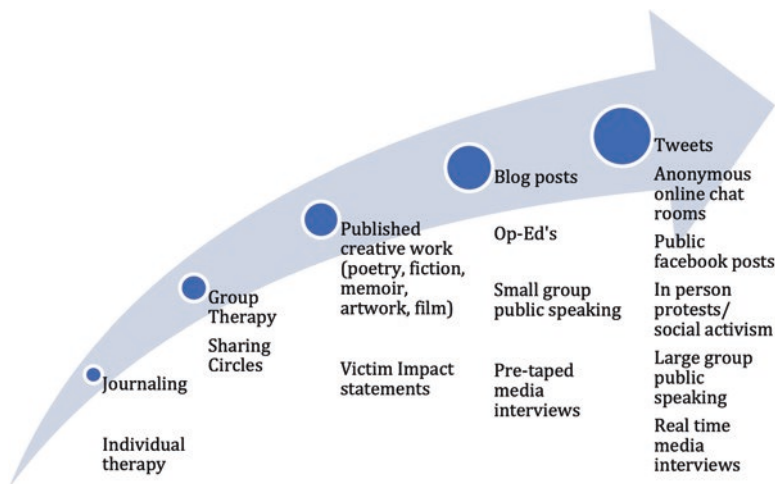 Journaling
Individual
therapy
Group
Therapy
Sharing
Circles
Published
creative work
(poetry, fiction,
memoir,
artwork, film)
Victim Impact
statements
Blog posts
Op-Ed's
Small group
public speaking
Pre-taped
media
interviews
Tweets
Anonymous
online chat
rooms
Public
facebook posts
In person
protests/
social activism
Large group
public
speaking
Real time
media
interviews